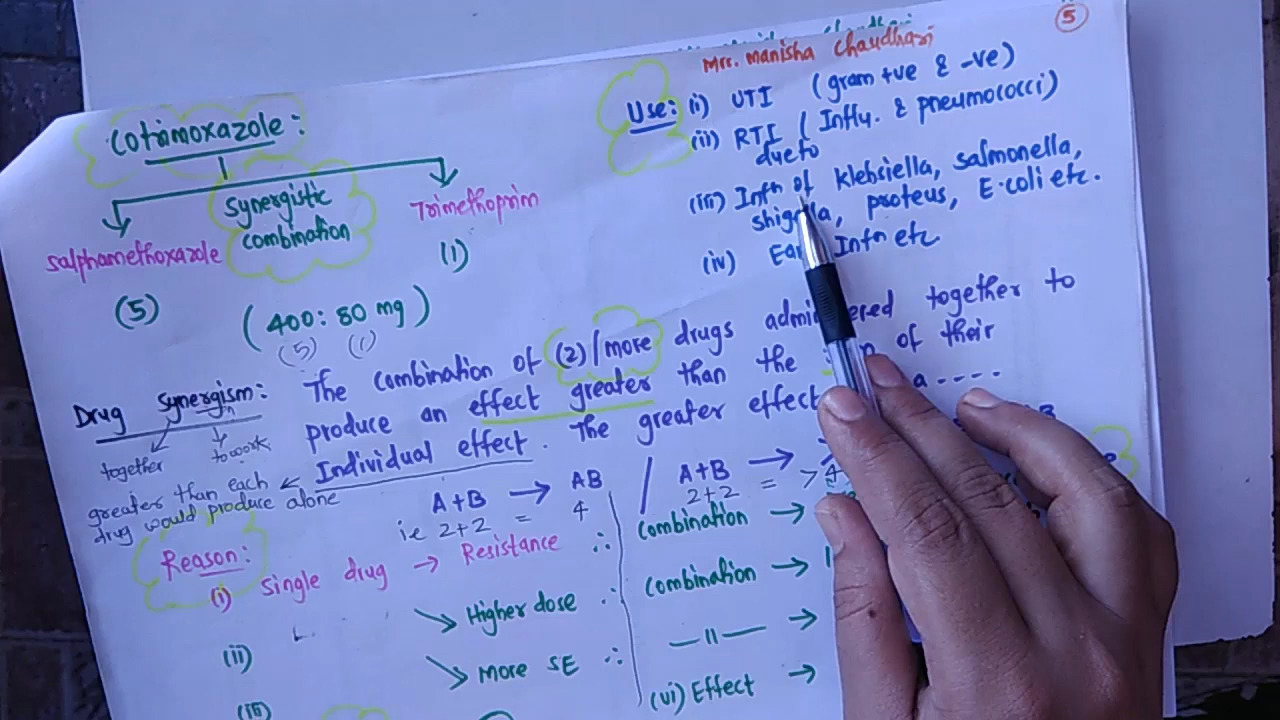 Mrs. Manisha Chaudhari
5
Cotrimoxazole:
Synergistic
combination
salphamethoxazole
Trimethoprim
(5)
(1)
(400: 80 mg)
(5) (1)
Use: (i) UTI (gram +ve & -ve)
(ii) RTI ( Influ. & pneumococci)
due to
(iii) Infn of klebsiella, salmonella,
shigella, proteus, E.coli etc.
(iv) Ear Infn etc
Drug Synergism:
together
to work
greater than each
drug would produce alone
The combination of (2)/more drugs together to
produce an effect greater than the of their
Individual effect. The greater effect a ----
A+B → AB
ie 2+2 = 4
A+B →
2+2 = >4
Reason:
(i) Single drug → Resistance ∴
combination →
(ii) Higher dose ∴
combination →
(iii) More SE ∴
—〃— →
(vi) Effect →